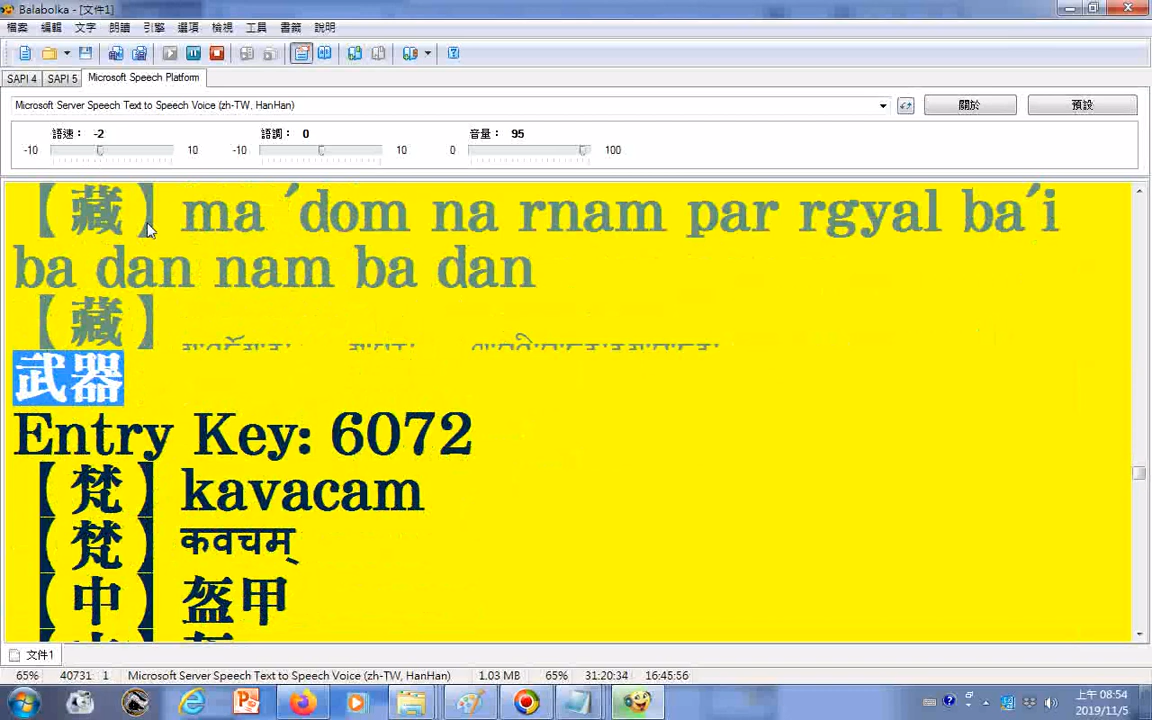 Balabolka - [文件1]
檔案 編輯 文字 朗讀 引擎 選項 檢視 工具 書籤 說明
SAPI 4 SAPI 5 Microsoft Speech Platform
Microsoft Server Speech Text to Speech Voice (zh-TW, HanHan) 關於 預設
語速： -2 語調： 0 音量： 95
-10 10 -10 10 0 100
【藏】ma ´dom na rnam par rgyal ba´i
ba dan nam ba dan
【藏】
武器
Entry Key: 6072
【梵】kavacam
【梵】कवचम्
【中】盔甲
文件1
65% 40731 1 Microsoft Server Speech Text to Speech Voice (zh-TW, HanHan) 1.03 MB 65% 31:20:34 16:45:56
上午 08:54
2019/11/5